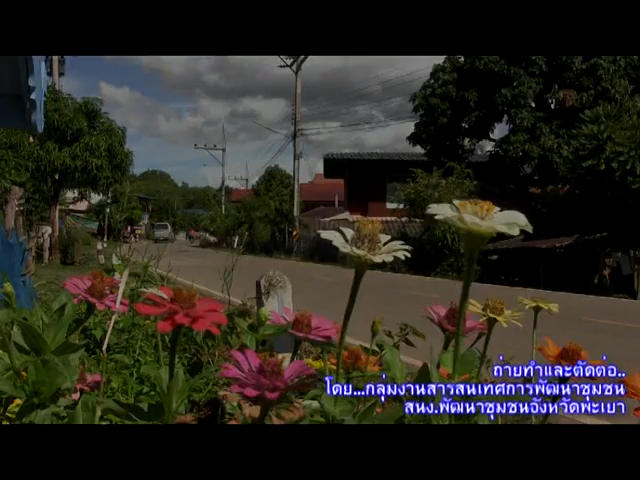 ถ่ายทำและตัดต่อ..
โดย...กลุ่มงานสารสนเทศการพัฒนาชุมชน
สนง.พัฒนาชุมชนจังหวัดพะเยา